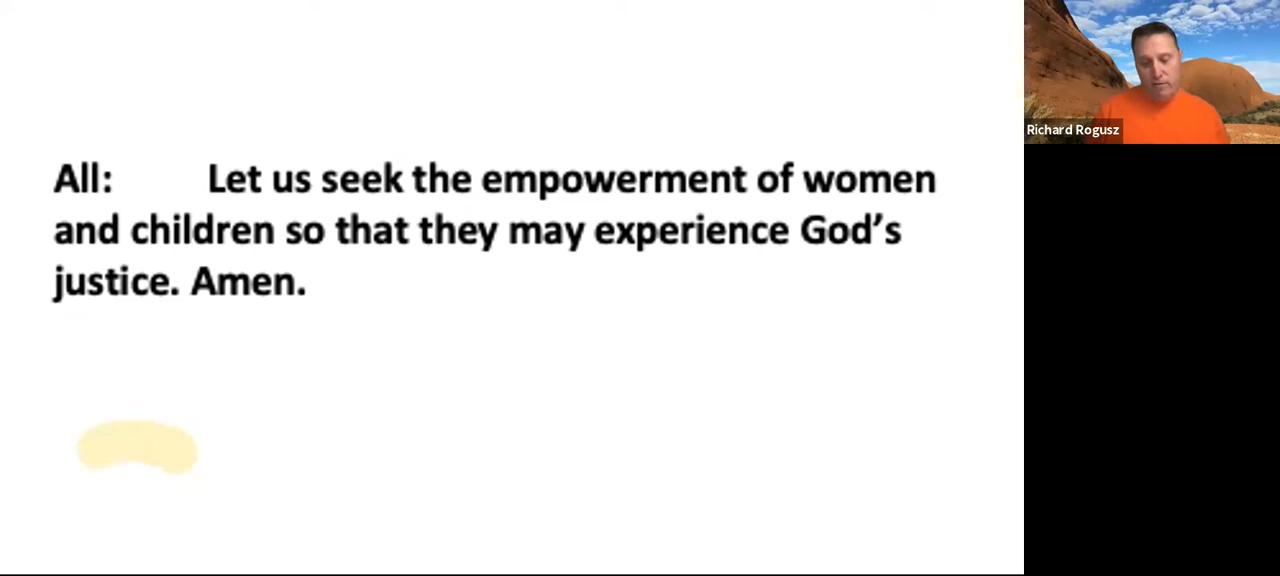 All: Let us seek the empowerment of women
and children so that they may experience God’s
justice. Amen.
Richard Rogusz